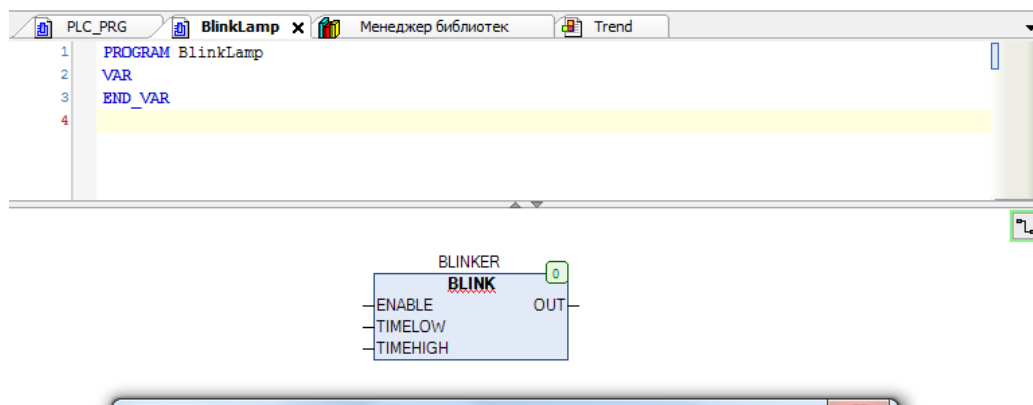 PLC_PRG BlinkLamp x Менеджер библиотек Trend
1 PROGRAM BlinkLamp
2 VAR
3 END_VAR
4
BLINKER
0
BLINK
ENABLE OUT
TIMELOW
TIMEHIGH